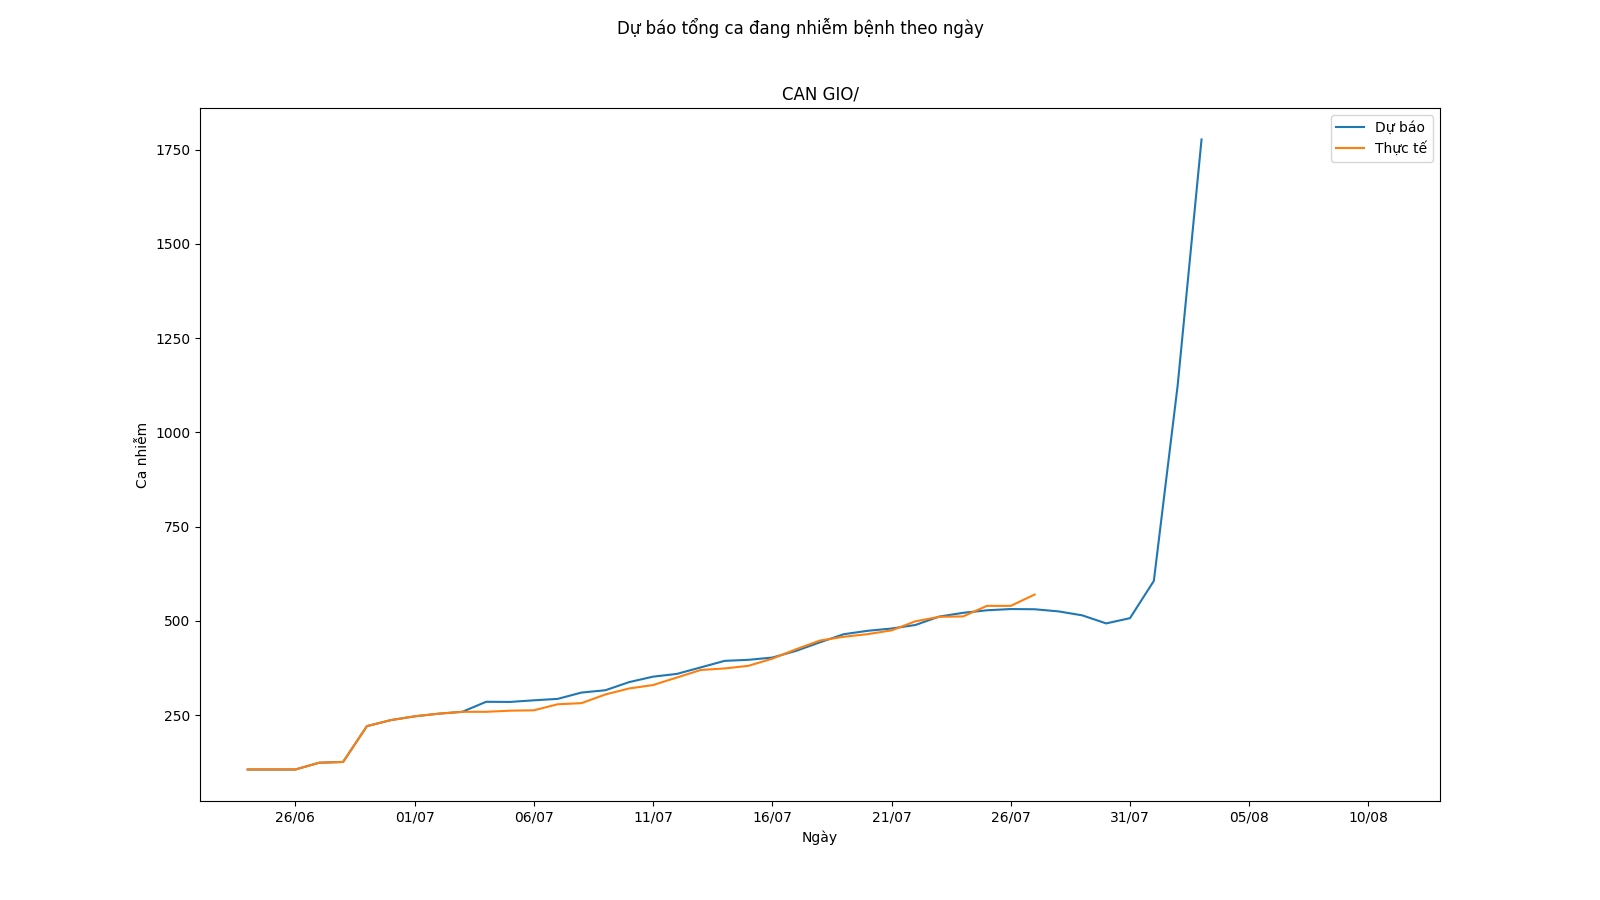 Dự báo tổng ca đang nhiễm bệnh theo ngày
CAN GIO/
Dự báo
Thực tế
1750
1500
1250
1000
750
500
250
Ca nhiễm
26/06 01/07 06/07 11/07 16/07 21/07 26/07 31/07 05/08 10/08
Ngày